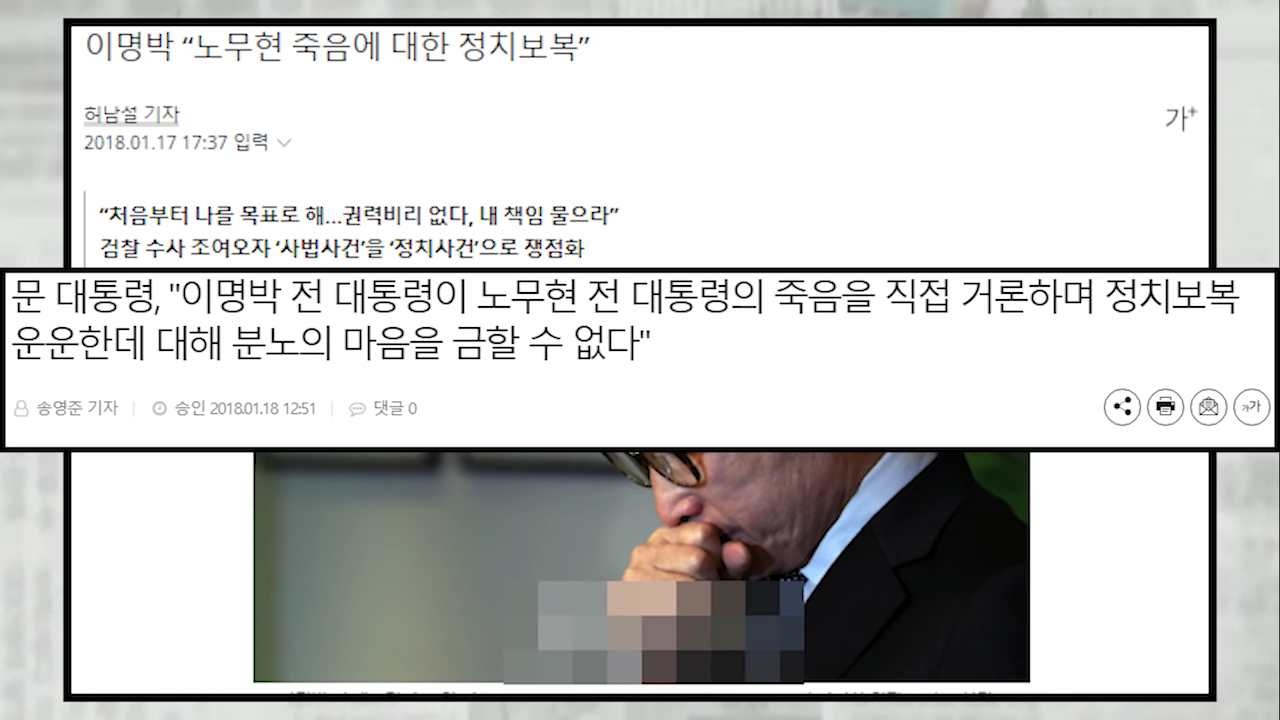 이명박 “노무현 죽음에 대한 정치보복”
허남설 기자
2018.01.17 17:37 입력
가+
“처음부터 나를 목표로 해...권력비리 없다, 내 책임 물으라”
검찰 수사 조여오자 ‘사법사건’을 ‘정치사건’으로 쟁점화
문 대통령, "이명박 전 대통령이 노무현 전 대통령의 죽음을 직접 거론하며 정치보복
운운한데 대해 분노의 마음을 금할 수 없다"
송영준 기자
승인 2018.01.18 12:51
댓글 0
가가